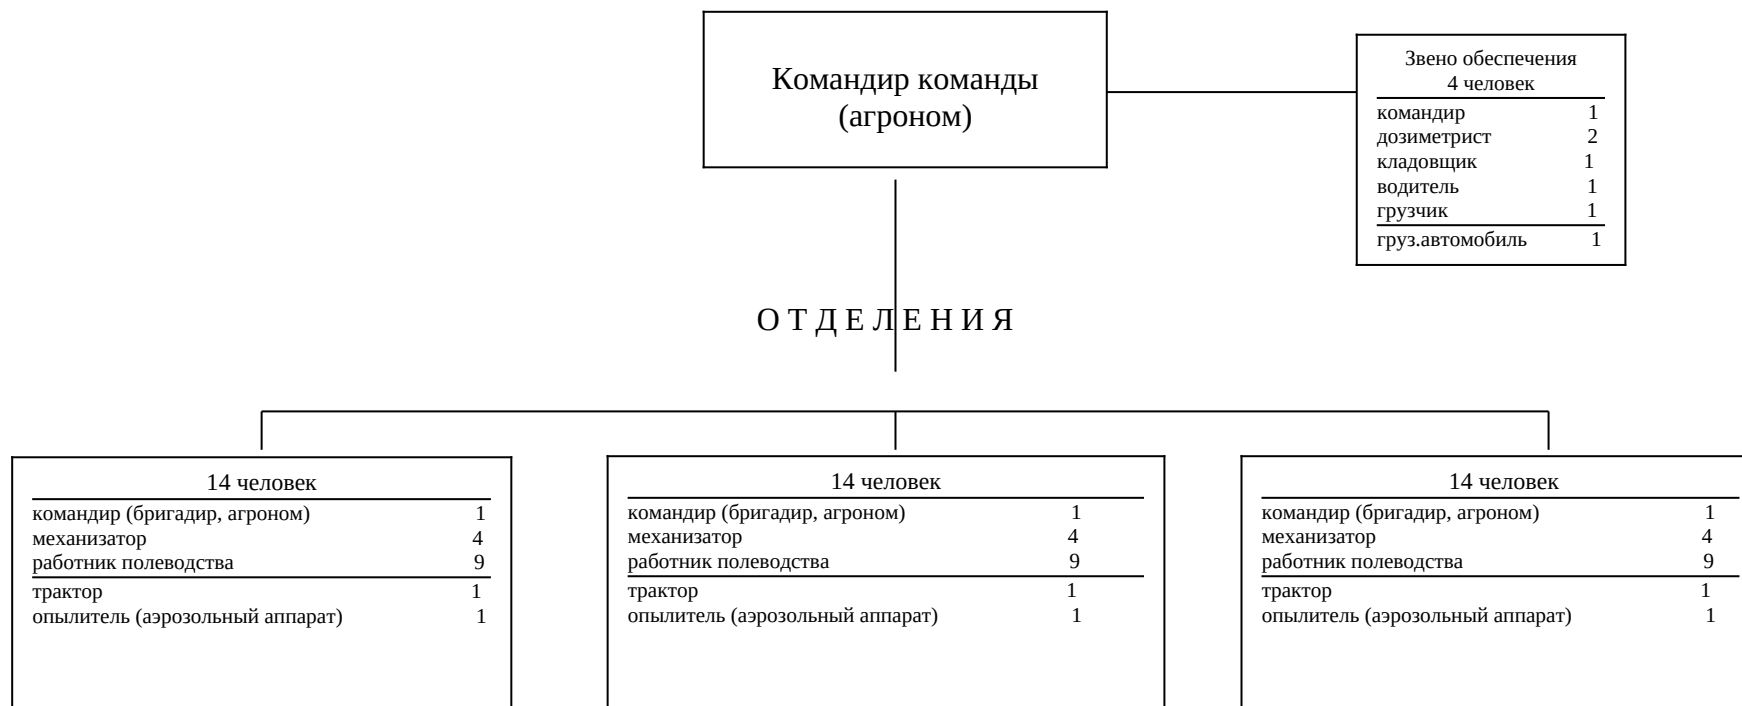 Командир команды
(агроном)
Звено обеспечения
4 человек
командир 1
дозиметрист 2
кладовщик 1
водитель 1
грузчик 1
груз.автомобиль 1
О Т Д Е Л Е Н И Я
14 человек
командир (бригадир, агроном) 1
механизатор 4
работник полеводства 9
трактор 1
опылитель (аэрозольный аппарат) 1
14 человек
командир (бригадир, агроном) 1
механизатор 4
работник полеводства 9
трактор 1
опылитель (аэрозольный аппарат) 1
14 человек
командир (бригадир, агроном) 1
механизатор 4
работник полеводства 9
трактор 1
опылитель (аэрозольный аппарат) 1